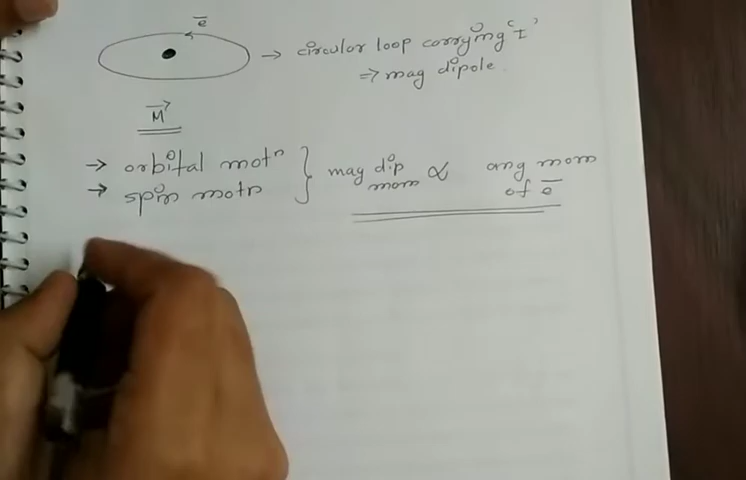 e̅
→ circular loop carrying 'I'
⇒ mag dipole.
M⃗
→ orbital motn } mag dip mom ∝ ang mom of e̅
→ spin motn